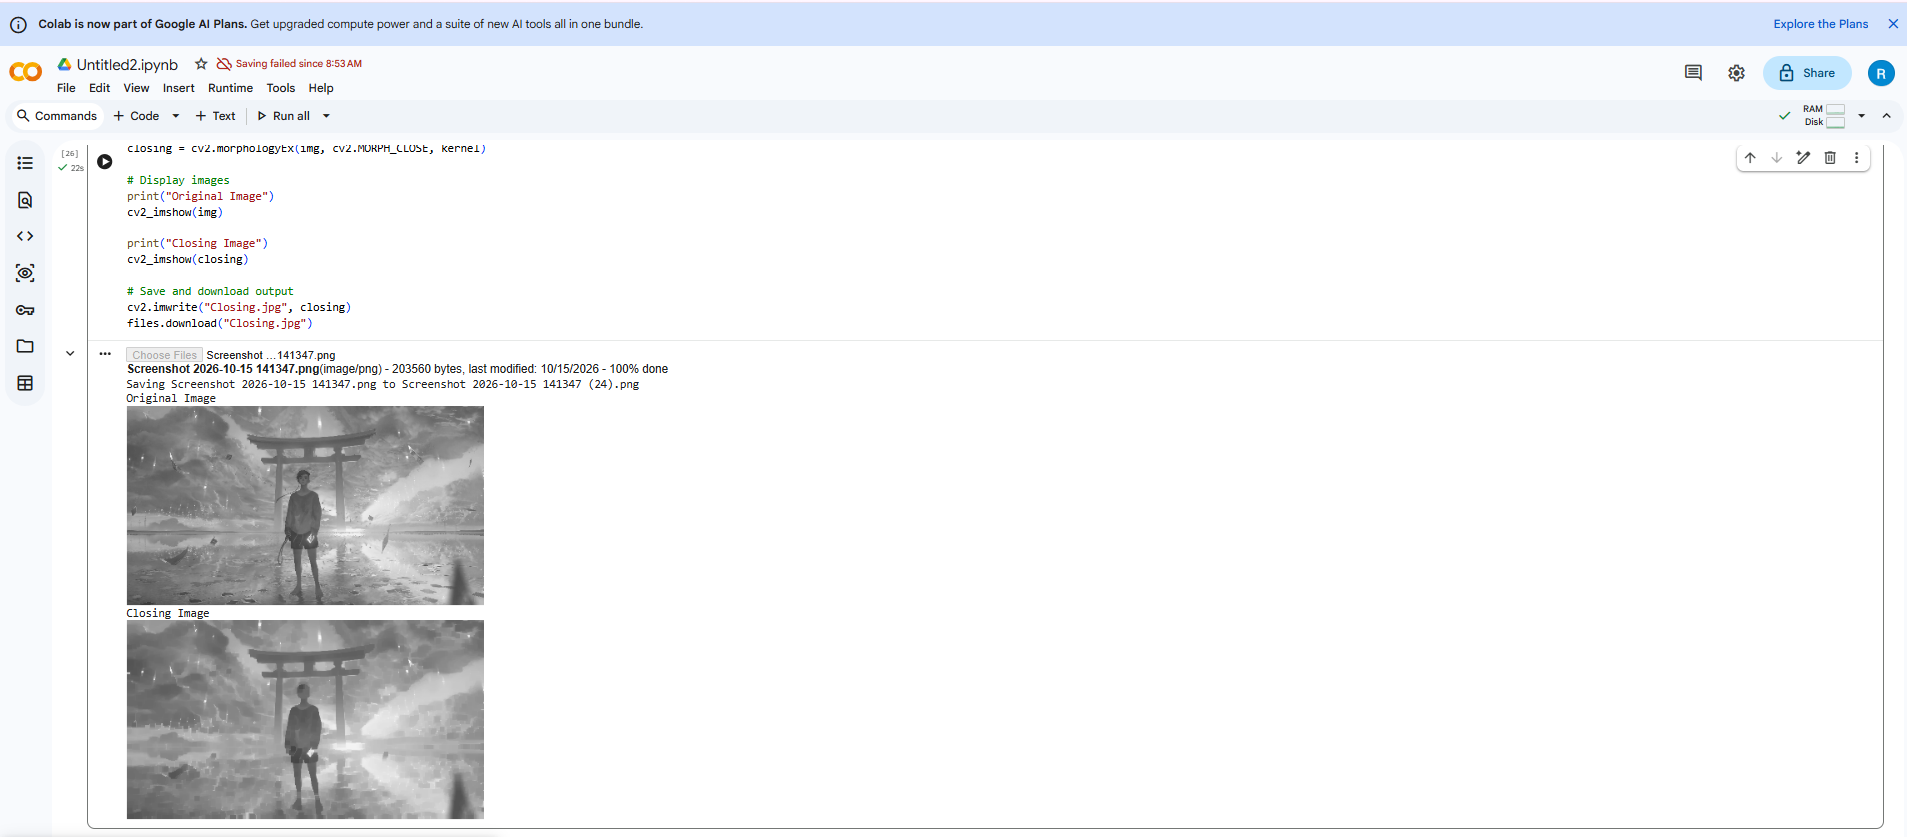 Colab is now part of Google AI Plans. Get upgraded compute power and a suite of new AI tools all in one bundle.
Explore the Plans
Untitled2.ipynb
Saving failed since 8:53 AM
File Edit View Insert Runtime Tools Help
Share
R
Commands
+ Code
+ Text
Run all
RAM
Disk
[26]
22s
closing = cv2.morphologyEx(img, cv2.MORPH_CLOSE, kernel)
# Display images
print("Original Image")
cv2_imshow(img)
print("Closing Image")
cv2_imshow(closing)
# Save and download output
cv2.imwrite("Closing.jpg", closing)
files.download("Closing.jpg")
Choose Files Screenshot ...141347.png
Screenshot 2026-10-15 141347.png(image/png) - 203560 bytes, last modified: 10/15/2026 - 100% done
Saving Screenshot 2026-10-15 141347.png to Screenshot 2026-10-15 141347 (24).png
Original Image
Closing Image